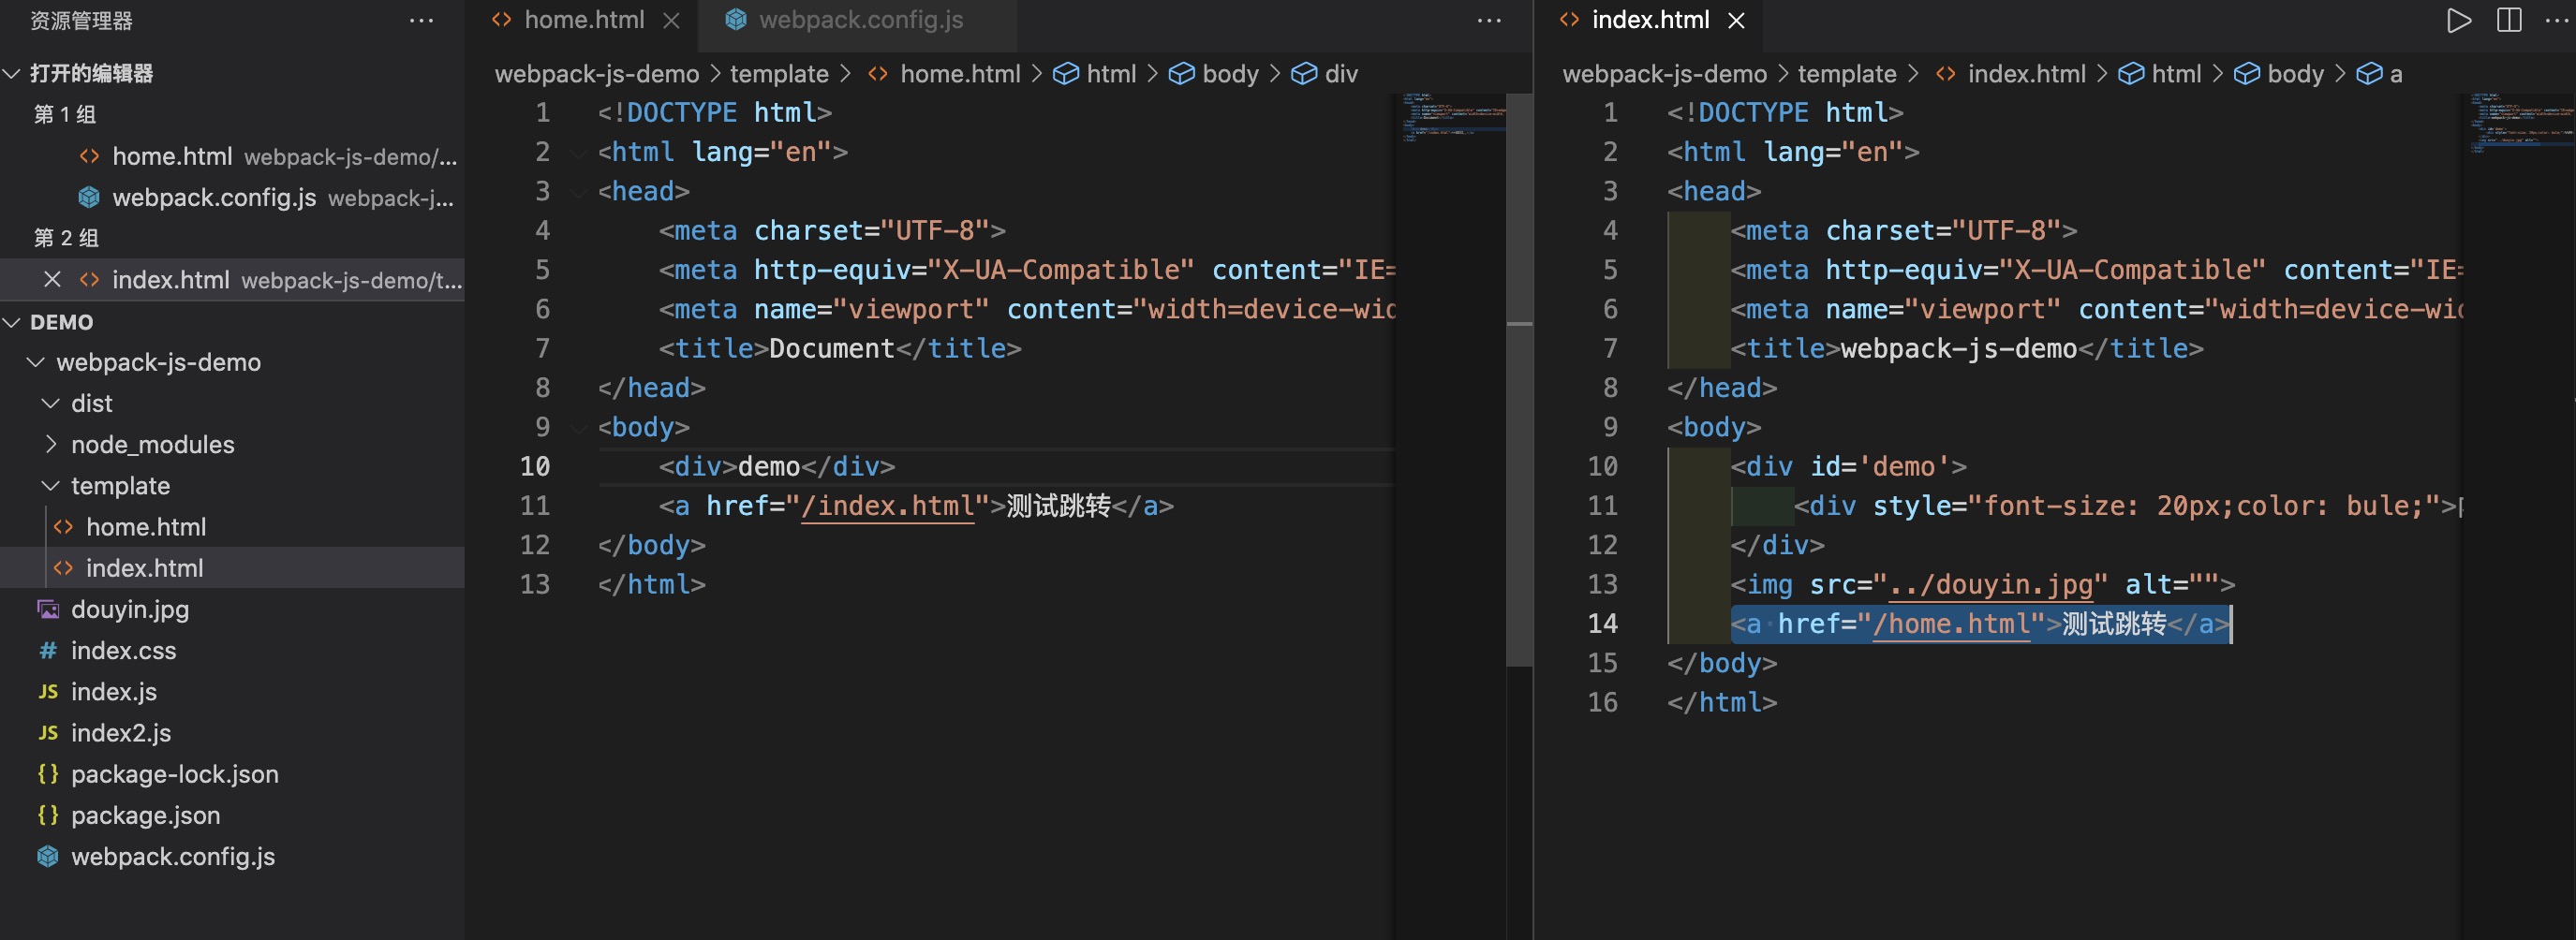 资源管理器
打开的编辑器
第 1 组
home.html webpack-js-demo/...
webpack.config.js webpack-j...
第 2 组
index.html webpack-js-demo/t...
DEMO
webpack-js-demo
dist
node_modules
template
home.html
index.html
douyin.jpg
index.css
index.js
index2.js
package-lock.json
package.json
webpack.config.js
home.html
webpack.config.js
webpack-js-demo > template > home.html > html > body > div
1 <!DOCTYPE html>
2 <html lang="en">
3 <head>
4 <meta charset="UTF-8">
5 <meta http-equiv="X-UA-Compatible" content="IE=
6 <meta name="viewport" content="width=device-wid
7 <title>Document</title>
8 </head>
9 <body>
10 <div>demo</div>
11 <a href="/index.html">测试跳转</a>
12 </body>
13 </html>
index.html
webpack-js-demo > template > index.html > html > body > a
1 <!DOCTYPE html>
2 <html lang="en">
3 <head>
4 <meta charset="UTF-8">
5 <meta http-equiv="X-UA-Compatible" content="IE=
6 <meta name="viewport" content="width=device-wid
7 <title>webpack-js-demo</title>
8 </head>
9 <body>
10 <div id='demo'>
11 <div style="font-size: 20px;color: bule;">
12 </div>
13 <img src="../douyin.jpg" alt="">
14 <a href="/home.html">测试跳转</a>
15 </body>
16 </html>